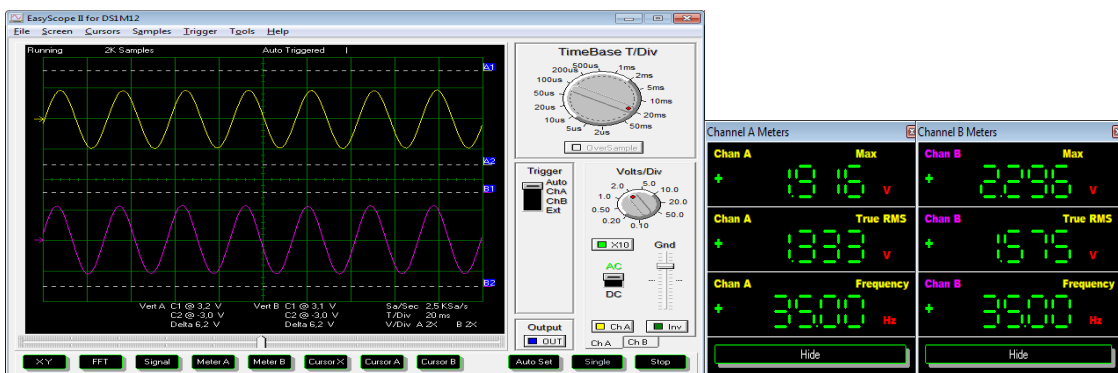 EasyScope II for DS1M12
File Screen Cursors Samples Trigger Tools Help
Running 2K Samples Auto Triggered
A1
A2
B1
B2
Vert A C1 @ 3,2 V Vert B C1 @ 3,1 V Sa/Sec 2,5 KSa/s
C2 @ -3,0 V C2 @ -3,0 V T/Div 20 ms
Delta 6,2 V Delta 6,2 V V/Div A 2X B 2X
XY FFT Signal Meter A Meter B Cursor X Cursor A Cursor B Auto Set Single Stop
TimeBase T/Div
5us
10us
20us
50us
100us
200us
500us
1ms
2ms
5ms
10ms
20ms
50ms
2us
OverSample
Trigger
Auto
ChA
ChB
Ext
Volts/Div
0.10
0.20
0.50
1.0
2.0
5.0
10.0
20.0
50.0
X10
Gnd
AC
DC
Output
OUT
Ch A Inv
Ch A Ch B
Channel A Meters
Chan A Max
+ 1.916 V
Chan A True RMS
+ 1.333 V
Chan A Frequency
+ 35.00 Hz
Hide
Channel B Meters
Chan B Max
+ 2.296 V
Chan B True RMS
+ 1.575 V
Chan B Frequency
+ 35.00 Hz
Hide